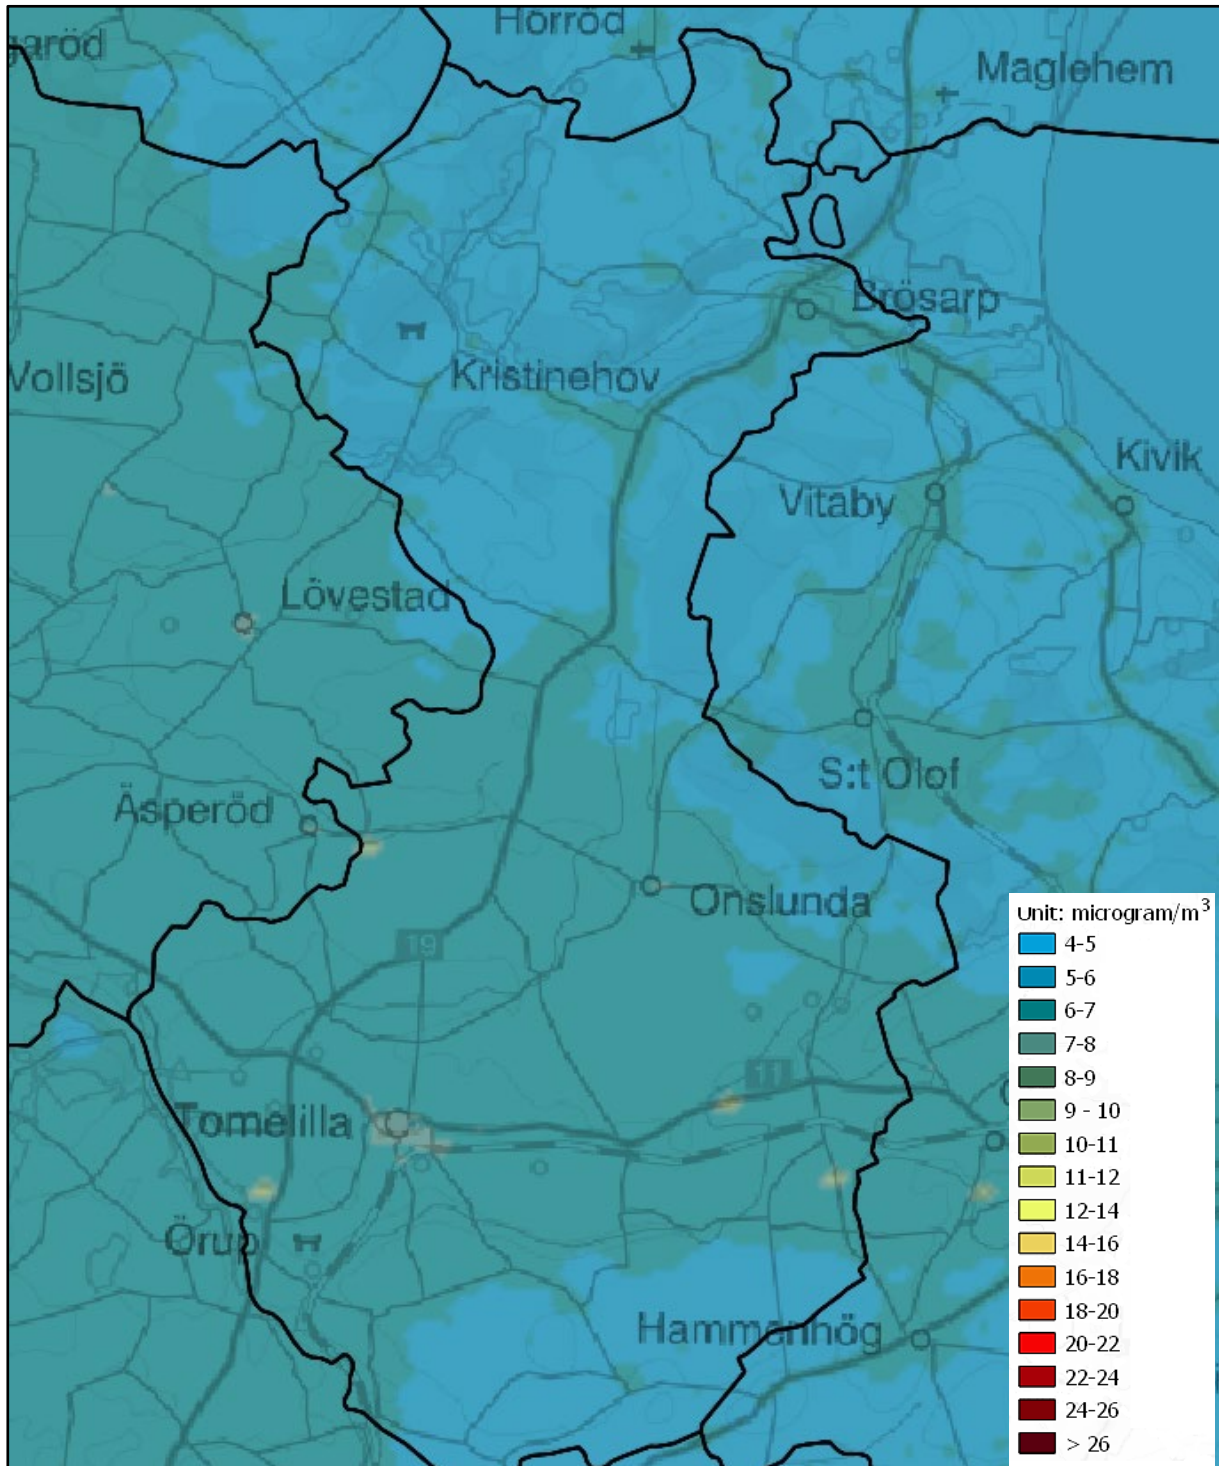 Horröd
garöd
Maglehem
Brösarp
Vollsjö
Kristinehov
Kivik
Vitaby
Lövestad
S:t Olof
Äsperöd
Onslunda
19
11
Tomelilla
Örup
Hammenhög
Unit: microgram/m³
4-5
5-6
6-7
7-8
8-9
9 - 10
10-11
11-12
12-14
14-16
16-18
18-20
20-22
22-24
24-26
> 26